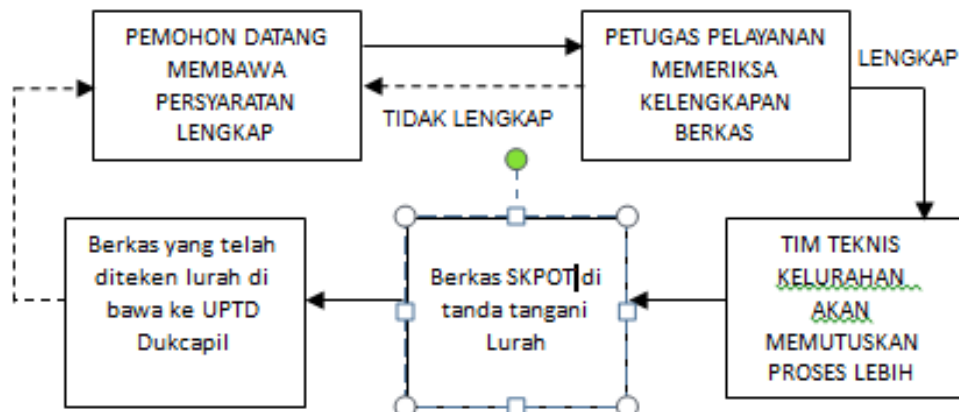 PEMOHON DATANG
MEMBAWA
PERSYARATAN
LENGKAP
PETUGAS PELAYANAN
MEMERIKSA
KELENGKAPAN
BERKAS
LENGKAP
TIDAK LENGKAP
Berkas yang telah
diteken lurah di
bawa ke UPTD
Dukcapil
Berkas SKPOT di
tanda tangani
Lurah
TIM TEKNIS
KELURAHAN
AKAN
MEMUTUSKAN
PROSES LEBIH